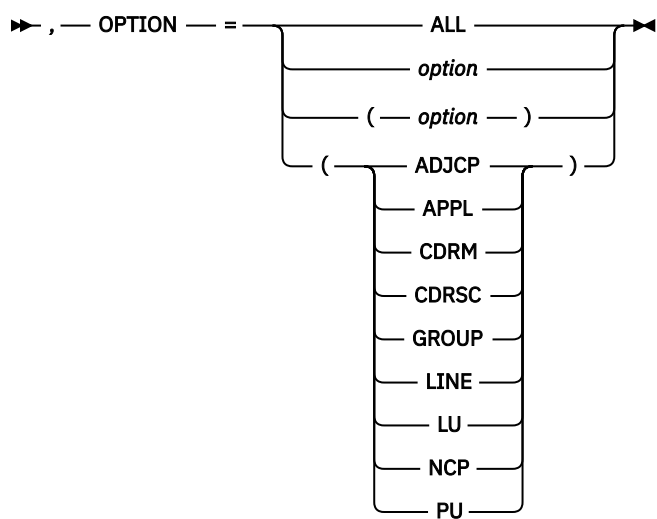 , OPTION = ALL
option
( option )
( ADJCP )
APPL
CDRM
CDRSC
GROUP
LINE
LU
NCP
PU